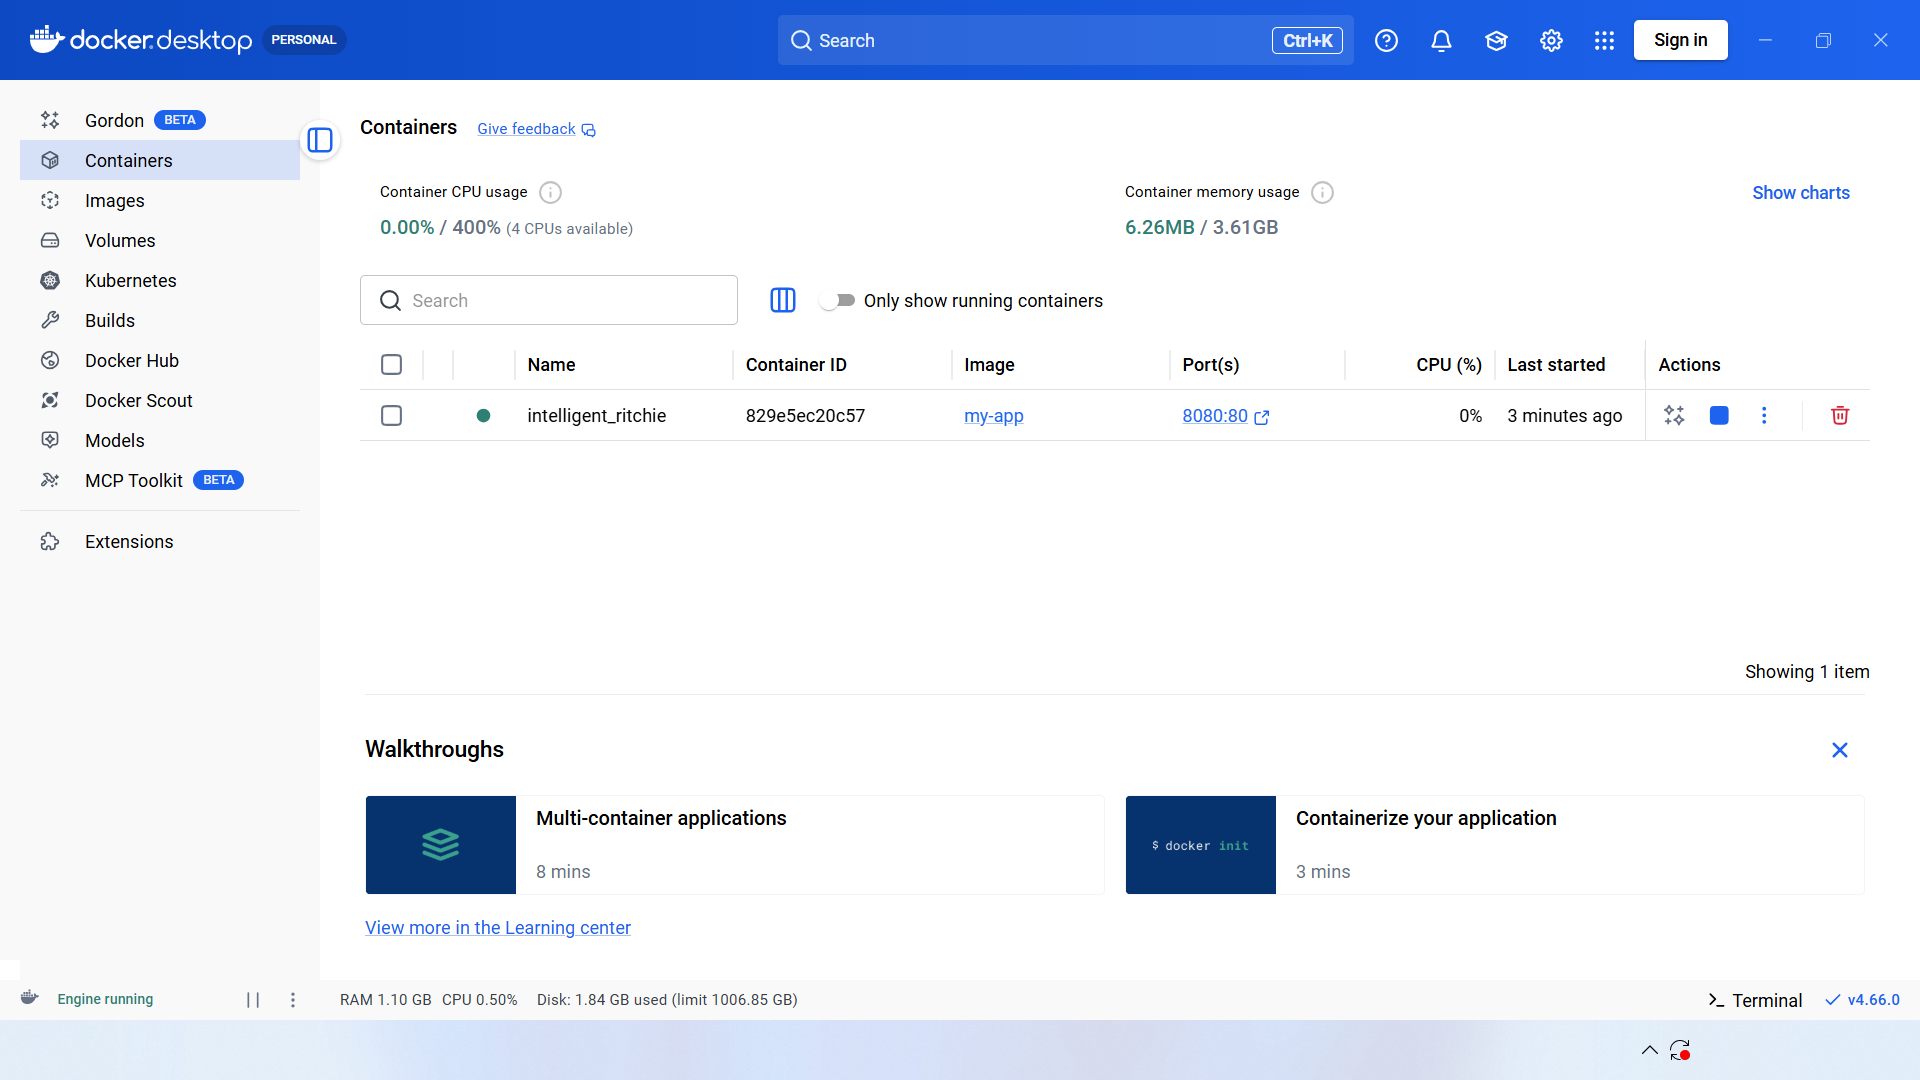 docker.desktop PERSONAL
Search
Ctrl+K
Sign in
Gordon BETA
Containers
Images
Volumes
Kubernetes
Builds
Docker Hub
Docker Scout
Models
MCP Toolkit BETA
Extensions
Containers Give feedback
Container CPU usage
0.00% / 400% (4 CPUs available)
Container memory usage
6.26MB / 3.61GB
Show charts
Search
Only show running containers
Name Container ID Image Port(s) CPU (%) Last started Actions
intelligent_ritchie 829e5ec20c57 my-app 8080:80 0% 3 minutes ago
Showing 1 item
Walkthroughs
Multi-container applications
8 mins
$ docker init
Containerize your application
3 mins
View more in the Learning center
Engine running
RAM 1.10 GB CPU 0.50% Disk: 1.84 GB used (limit 1006.85 GB)
Terminal
v4.66.0